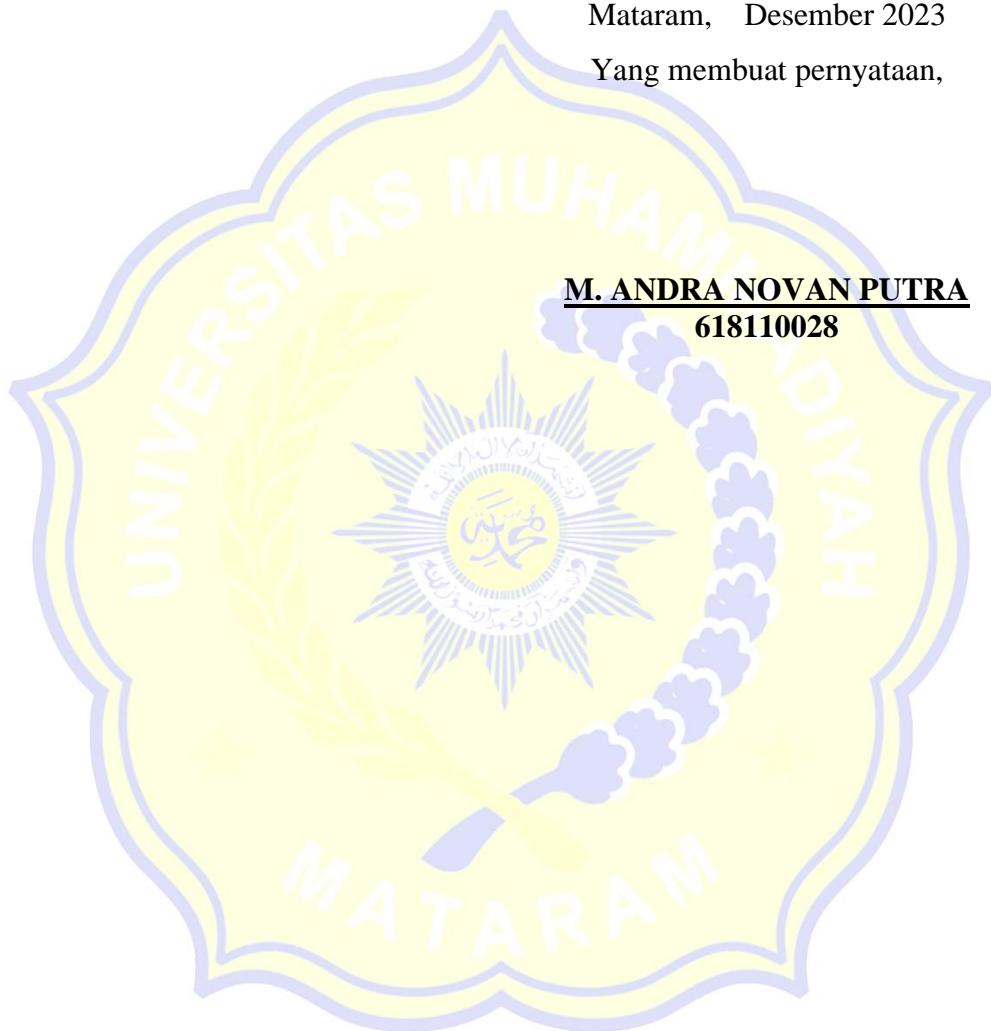 Mataram,    Desember 2023
Yang membuat pernyataan,
UNIVERSITAS MUHAMMADIYAH
M. ANDRA NOVAN PUTRA
618110028
MATARAM